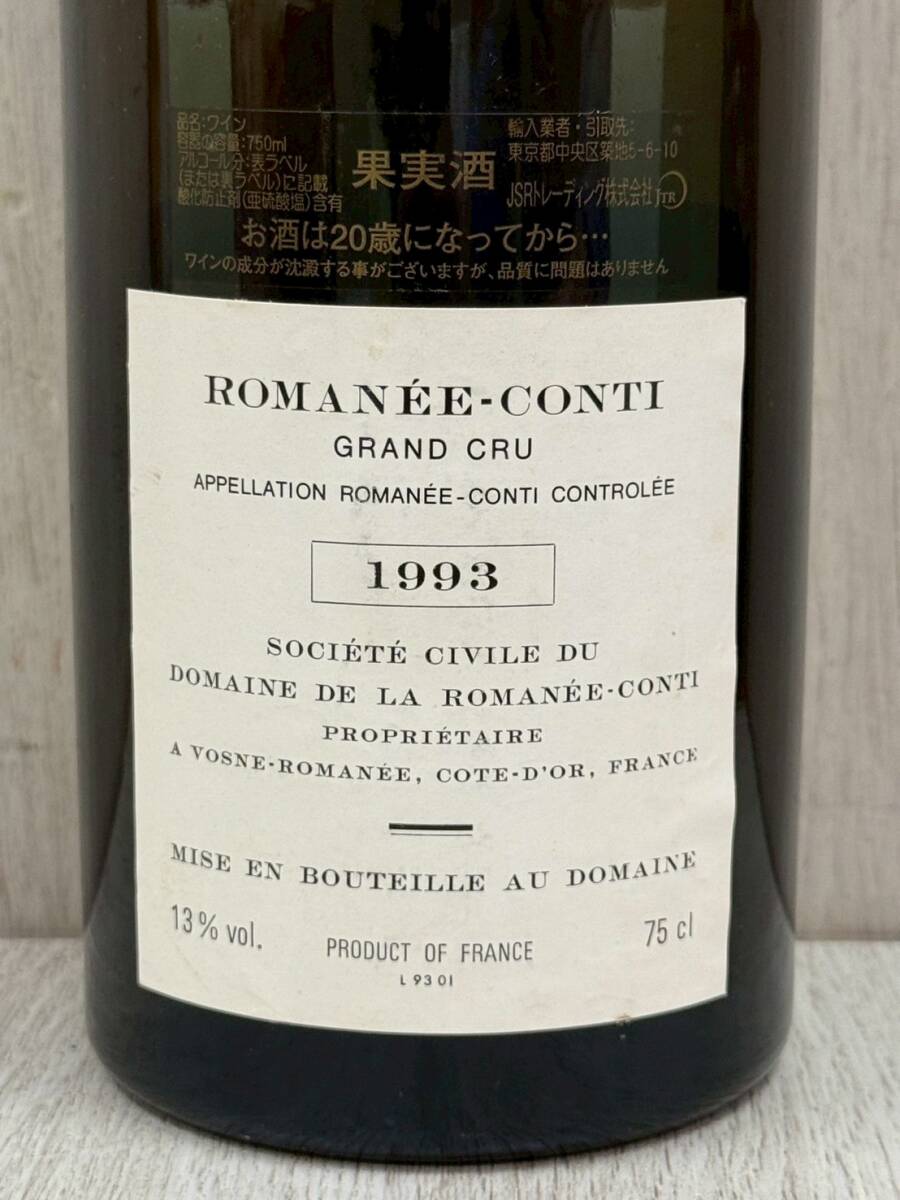 品名:ワイン
容器の容量:750ml
アルコール分:表ラベル
(または裏ラベル)に記載
酸化防止剤(亜硫酸塩)含有
果実酒
輸入業者・引取先:
東京都中央区築地5-6-10
JSRトレーディング株式会社 JTR
お酒は20歳になってから…
ワインの成分が沈澱する事がございますが、品質に問題はありません
ROMANÉE-CONTI
GRAND CRU
APPELLATION ROMANÉE-CONTI CONTROLÉE
1993
SOCIÉTÉ CIVILE DU
DOMAINE DE LA ROMANÉE-CONTI
PROPRIÉTAIRE
A VOSNE-ROMANÉE, COTE-D'OR, FRANCE
MISE EN BOUTEILLE AU DOMAINE
13% vol.
PRODUCT OF FRANCE
75 cl
L 93 01